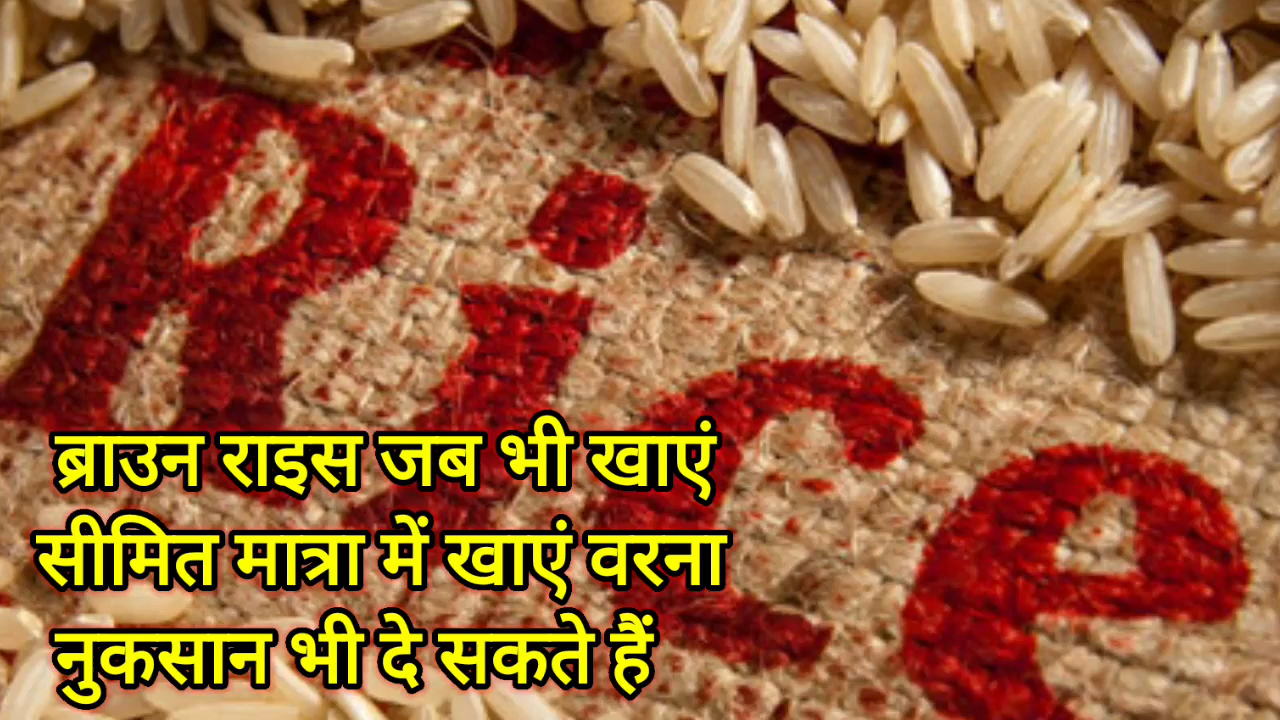 Rice
ब्राउन राइस जब भी खाएं
सीमित मात्रा में खाएं वरना
नुकसान भी दे सकते हैं